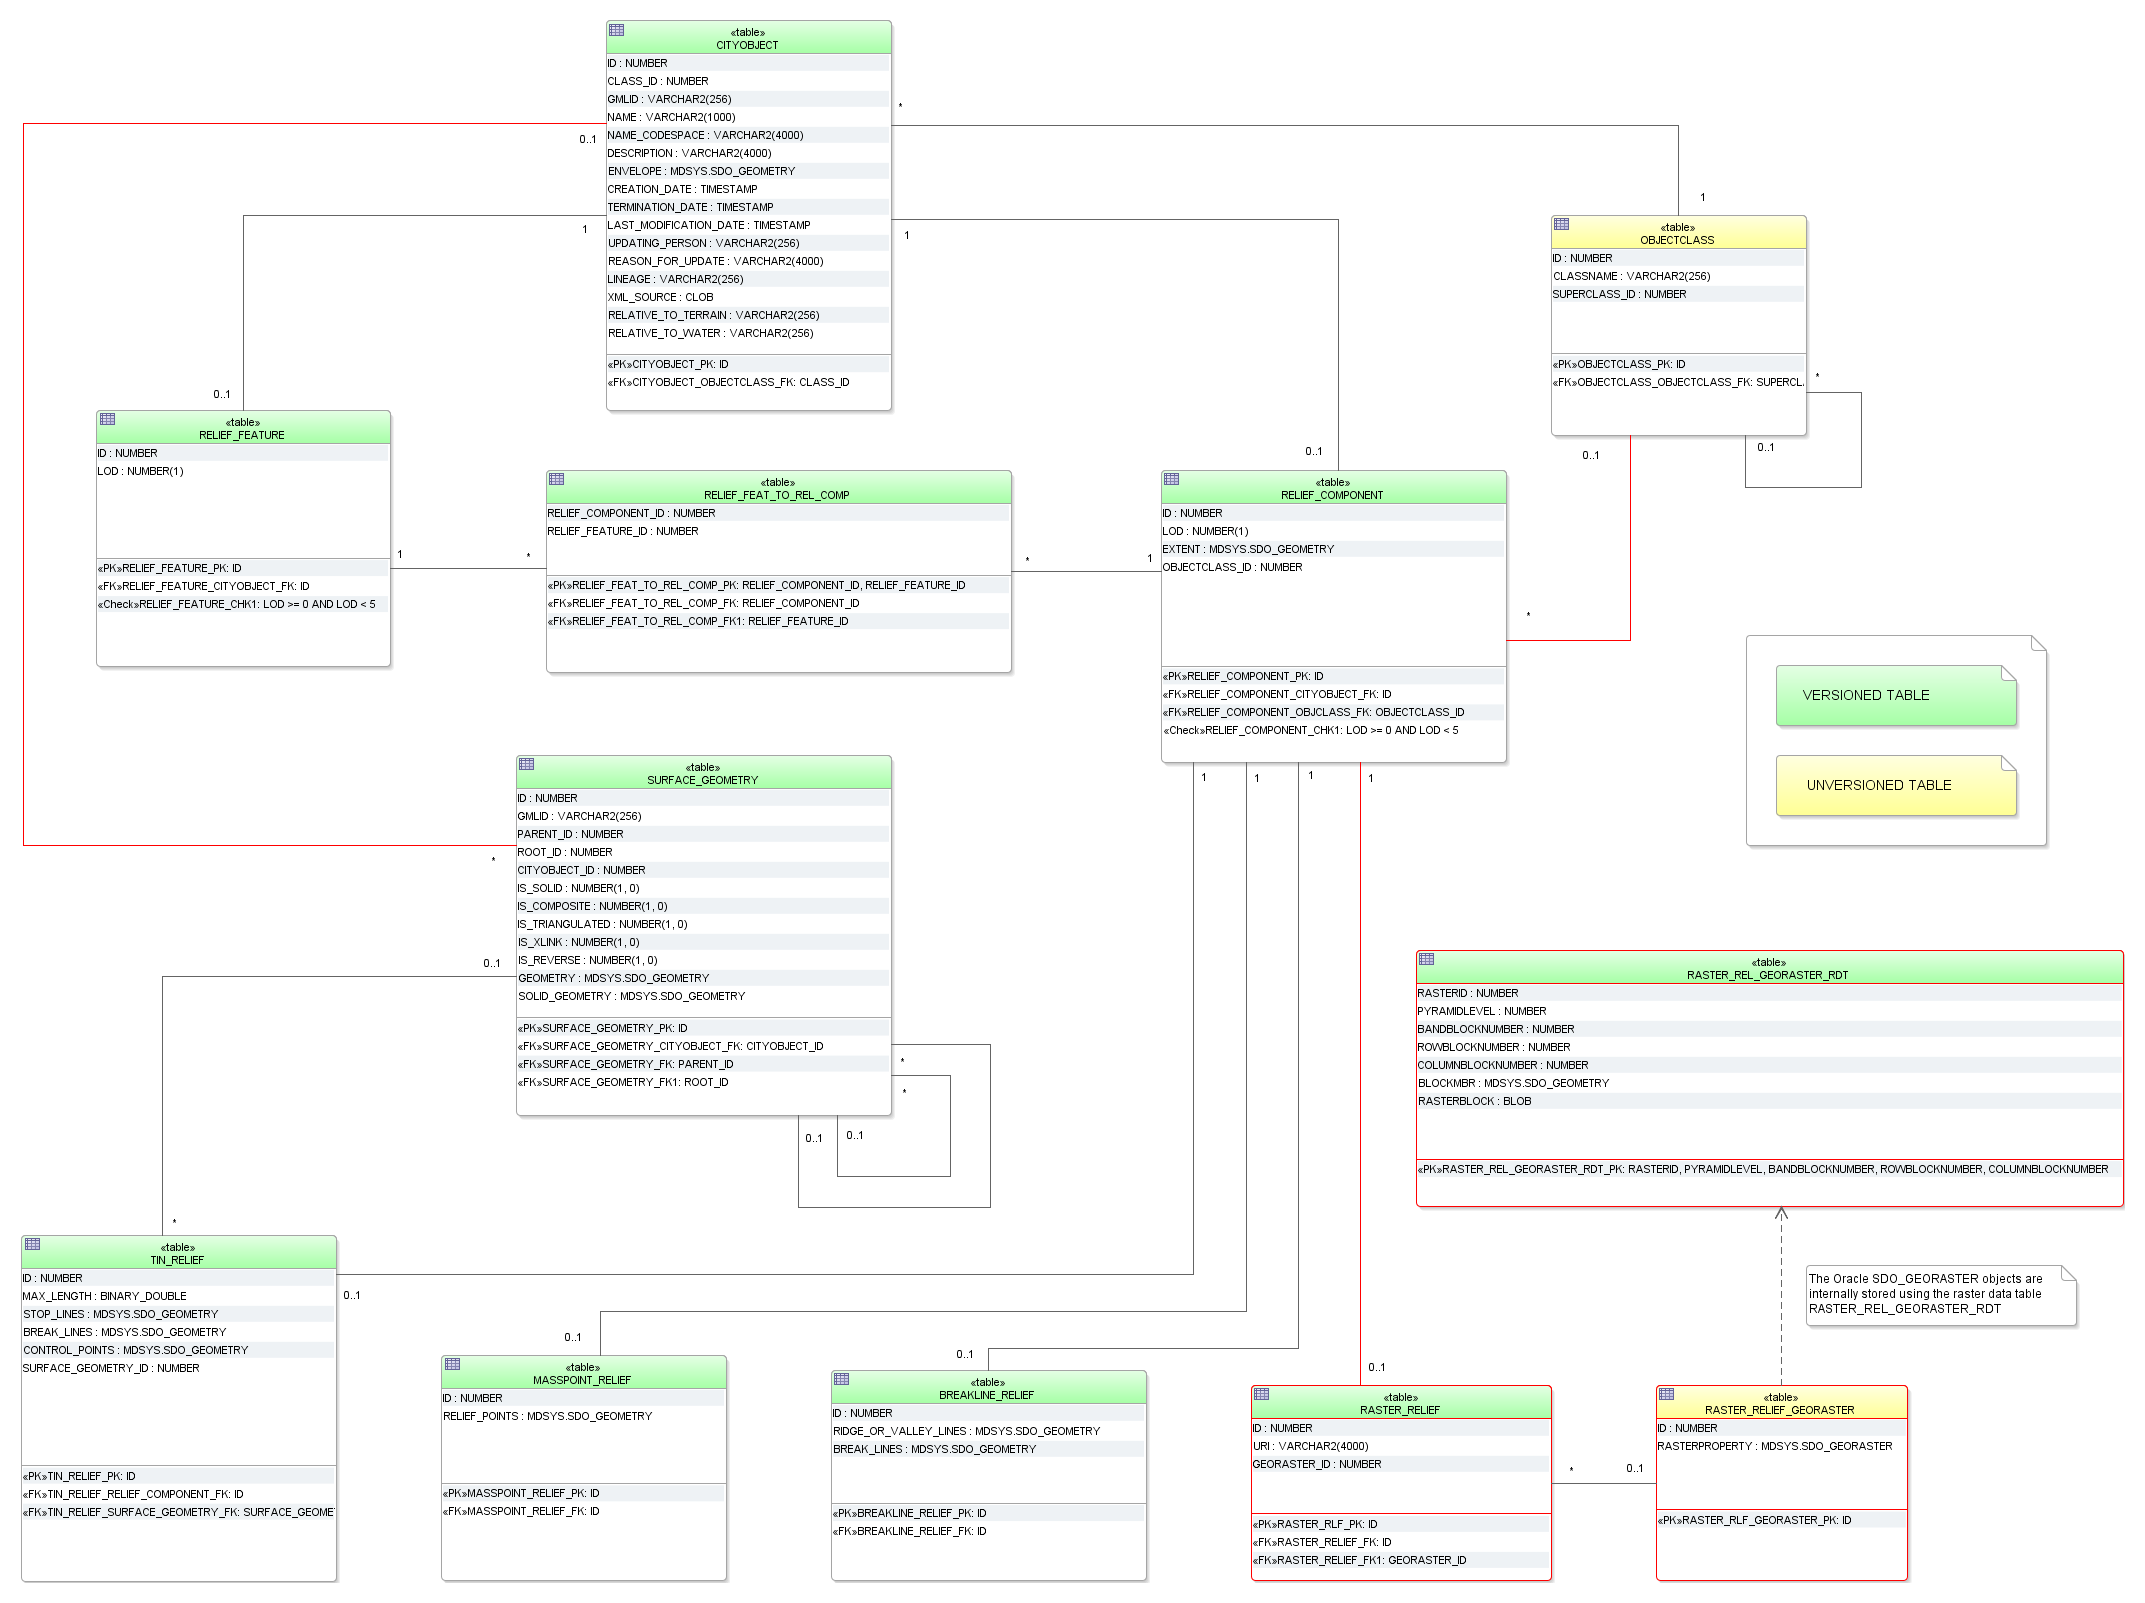 «table»
CITYOBJECT
ID : NUMBER
CLASS_ID : NUMBER
GMLID : VARCHAR2(256)
NAME : VARCHAR2(1000)
NAME_CODESPACE : VARCHAR2(4000)
DESCRIPTION : VARCHAR2(4000)
ENVELOPE : MDSYS.SDO_GEOMETRY
CREATION_DATE : TIMESTAMP
TERMINATION_DATE : TIMESTAMP
LAST_MODIFICATION_DATE : TIMESTAMP
UPDATING_PERSON : VARCHAR2(256)
REASON_FOR_UPDATE : VARCHAR2(4000)
LINEAGE : VARCHAR2(256)
XML_SOURCE : CLOB
RELATIVE_TO_TERRAIN : VARCHAR2(256)
RELATIVE_TO_WATER : VARCHAR2(256)
«PK»CITYOBJECT_PK: ID
«FK»CITYOBJECT_OBJECTCLASS_FK: CLASS_ID
0..1
1
*
1
1
0..1
0..1
«table»
OBJECTCLASS
ID : NUMBER
CLASSNAME : VARCHAR2(256)
SUPERCLASS_ID : NUMBER
«PK»OBJECTCLASS_PK: ID
«FK»OBJECTCLASS_OBJECTCLASS_FK: SUPERCL
*
0..1
0..1
«table»
RELIEF_FEATURE
ID : NUMBER
LOD : NUMBER(1)
«PK»RELIEF_FEATURE_PK: ID
«FK»RELIEF_FEATURE_CITYOBJECT_FK: ID
«Check»RELIEF_FEATURE_CHK1: LOD >= 0 AND LOD < 5
1
*
«table»
RELIEF_FEAT_TO_REL_COMP
RELIEF_COMPONENT_ID : NUMBER
RELIEF_FEATURE_ID : NUMBER
«PK»RELIEF_FEAT_TO_REL_COMP_PK: RELIEF_COMPONENT_ID, RELIEF_FEATURE_ID
«FK»RELIEF_FEAT_TO_REL_COMP_FK: RELIEF_COMPONENT_ID
«FK»RELIEF_FEAT_TO_REL_COMP_FK1: RELIEF_FEATURE_ID
*
1
«table»
RELIEF_COMPONENT
ID : NUMBER
LOD : NUMBER(1)
EXTENT : MDSYS.SDO_GEOMETRY
OBJECTCLASS_ID : NUMBER
«PK»RELIEF_COMPONENT_PK: ID
«FK»RELIEF_COMPONENT_CITYOBJECT_FK: ID
«FK»RELIEF_COMPONENT_OBJCLASS_FK: OBJECTCLASS_ID
«Check»RELIEF_COMPONENT_CHK1: LOD >= 0 AND LOD < 5
*
1
1
1
1
VERSIONED TABLE
UNVERSIONED TABLE
«table»
SURFACE_GEOMETRY
ID : NUMBER
GMLID : VARCHAR2(256)
PARENT_ID : NUMBER
ROOT_ID : NUMBER
CITYOBJECT_ID : NUMBER
IS_SOLID : NUMBER(1, 0)
IS_COMPOSITE : NUMBER(1, 0)
IS_TRIANGULATED : NUMBER(1, 0)
IS_XLINK : NUMBER(1, 0)
IS_REVERSE : NUMBER(1, 0)
GEOMETRY : MDSYS.SDO_GEOMETRY
SOLID_GEOMETRY : MDSYS.SDO_GEOMETRY
«PK»SURFACE_GEOMETRY_PK: ID
«FK»SURFACE_GEOMETRY_CITYOBJECT_FK: CITYOBJECT_ID
«FK»SURFACE_GEOMETRY_FK: PARENT_ID
«FK»SURFACE_GEOMETRY_FK1: ROOT_ID
*
0..1
*
*
0..1
0..1
«table»
RASTER_REL_GEORASTER_RDT
RASTERID : NUMBER
PYRAMIDLEVEL : NUMBER
BANDBLOCKNUMBER : NUMBER
ROWBLOCKNUMBER : NUMBER
COLUMNBLOCKNUMBER : NUMBER
BLOCKMBR : MDSYS.SDO_GEOMETRY
RASTERBLOCK : BLOB
«PK»RASTER_REL_GEORASTER_RDT_PK: RASTERID, PYRAMIDLEVEL, BANDBLOCKNUMBER, ROWBLOCKNUMBER, COLUMNBLOCKNUMBER
The Oracle SDO_GEORASTER objects are
internally stored using the raster data table
RASTER_REL_GEORASTER_RDT
*
«table»
TIN_RELIEF
ID : NUMBER
MAX_LENGTH : BINARY_DOUBLE
STOP_LINES : MDSYS.SDO_GEOMETRY
BREAK_LINES : MDSYS.SDO_GEOMETRY
CONTROL_POINTS : MDSYS.SDO_GEOMETRY
SURFACE_GEOMETRY_ID : NUMBER
«PK»TIN_RELIEF_PK: ID
«FK»TIN_RELIEF_RELIEF_COMPONENT_FK: ID
«FK»TIN_RELIEF_SURFACE_GEOMETRY_FK: SURFACE_GEOME
0..1
0..1
«table»
MASSPOINT_RELIEF
ID : NUMBER
RELIEF_POINTS : MDSYS.SDO_GEOMETRY
«PK»MASSPOINT_RELIEF_PK: ID
«FK»MASSPOINT_RELIEF_FK: ID
0..1
«table»
BREAKLINE_RELIEF
ID : NUMBER
RIDGE_OR_VALLEY_LINES : MDSYS.SDO_GEOMETRY
BREAK_LINES : MDSYS.SDO_GEOMETRY
«PK»BREAKLINE_RELIEF_PK: ID
«FK»BREAKLINE_RELIEF_FK: ID
0..1
«table»
RASTER_RELIEF
ID : NUMBER
URI : VARCHAR2(4000)
GEORASTER_ID : NUMBER
«PK»RASTER_RLF_PK: ID
«FK»RASTER_RELIEF_FK: ID
«FK»RASTER_RELIEF_FK1: GEORASTER_ID
*
0..1
«table»
RASTER_RELIEF_GEORASTER
ID : NUMBER
RASTERPROPERTY : MDSYS.SDO_GEORASTER
«PK»RASTER_RLF_GEORASTER_PK: ID